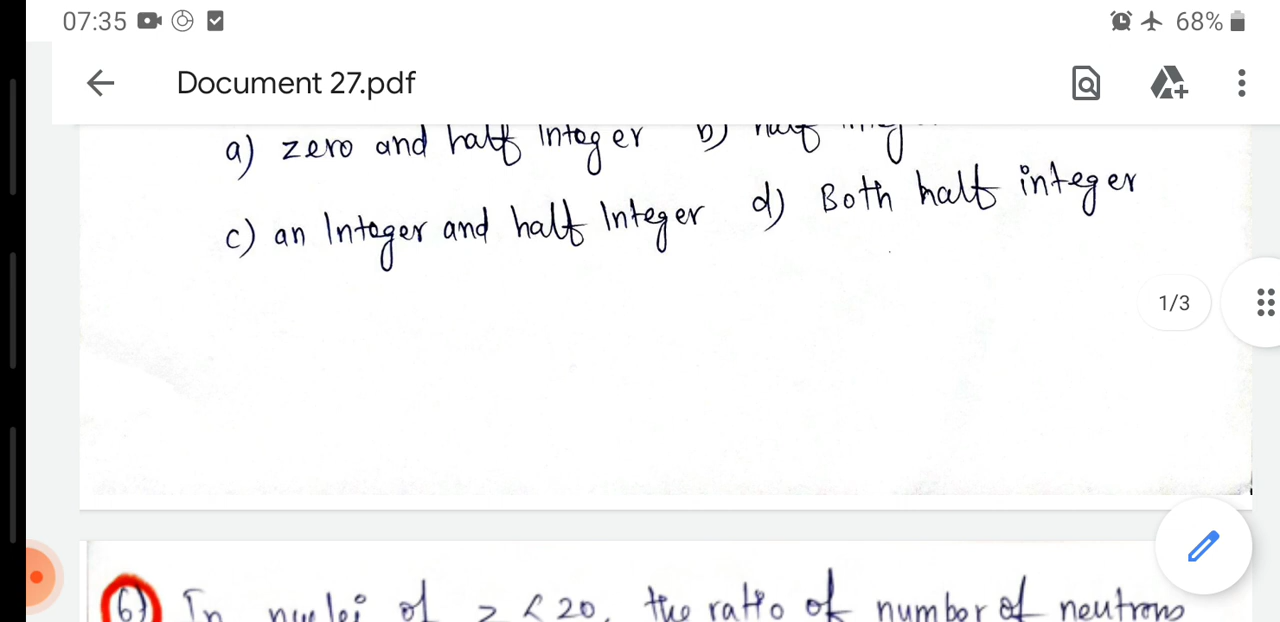 07:35 68%
Document 27.pdf
a) zero and half Integer b) half
c) an Integer and half Integer d) Both half integer
1/3
6) In nuclei of z < 20, the ratio of number of neutrons